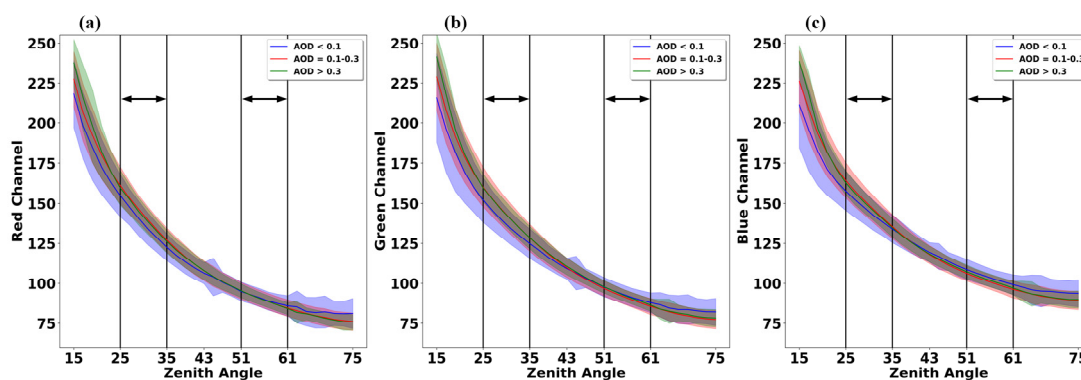 (a)
250
225
200
175
150
125
100
75
Red Channel
AOD < 0.1
AOD = 0.1-0.3
AOD > 0.3
15 25 35 43 51 61 75
Zenith Angle
(b)
250
225
200
175
150
125
100
75
Green Channel
AOD < 0.1
AOD = 0.1-0.3
AOD > 0.3
15 25 35 43 51 61 75
Zenith Angle
(c)
250
225
200
175
150
125
100
75
Blue Channel
AOD < 0.1
AOD = 0.1-0.3
AOD > 0.3
15 25 35 43 51 61 75
Zenith Angle